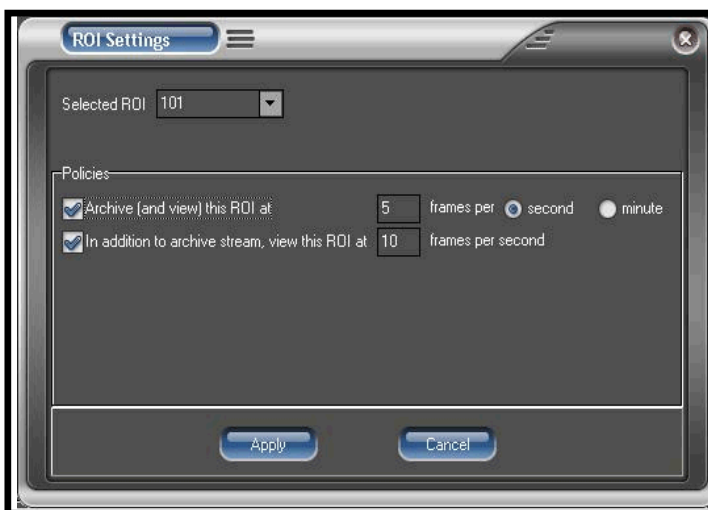 ROI Settings
Selected ROI 101
Policies
Archive (and view) this ROI at 5 frames per second minute
In addition to archive stream, view this ROI at 10 frames per second
Apply Cancel